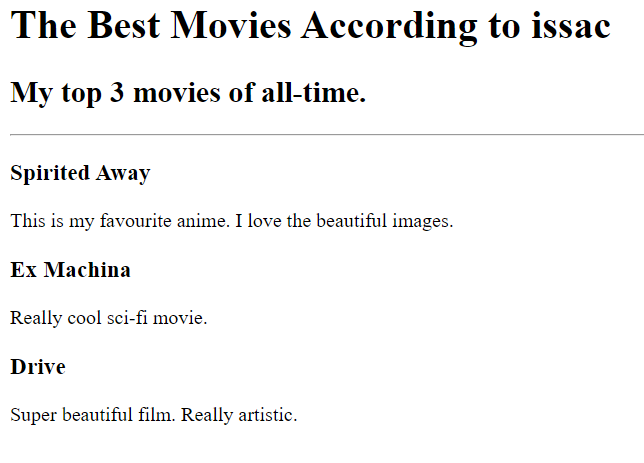 The Best Movies According to issac
My top 3 movies of all-time.
Spirited Away
This is my favourite anime. I love the beautiful images.
Ex Machina
Really cool sci-fi movie.
Drive
Super beautiful film. Really artistic.